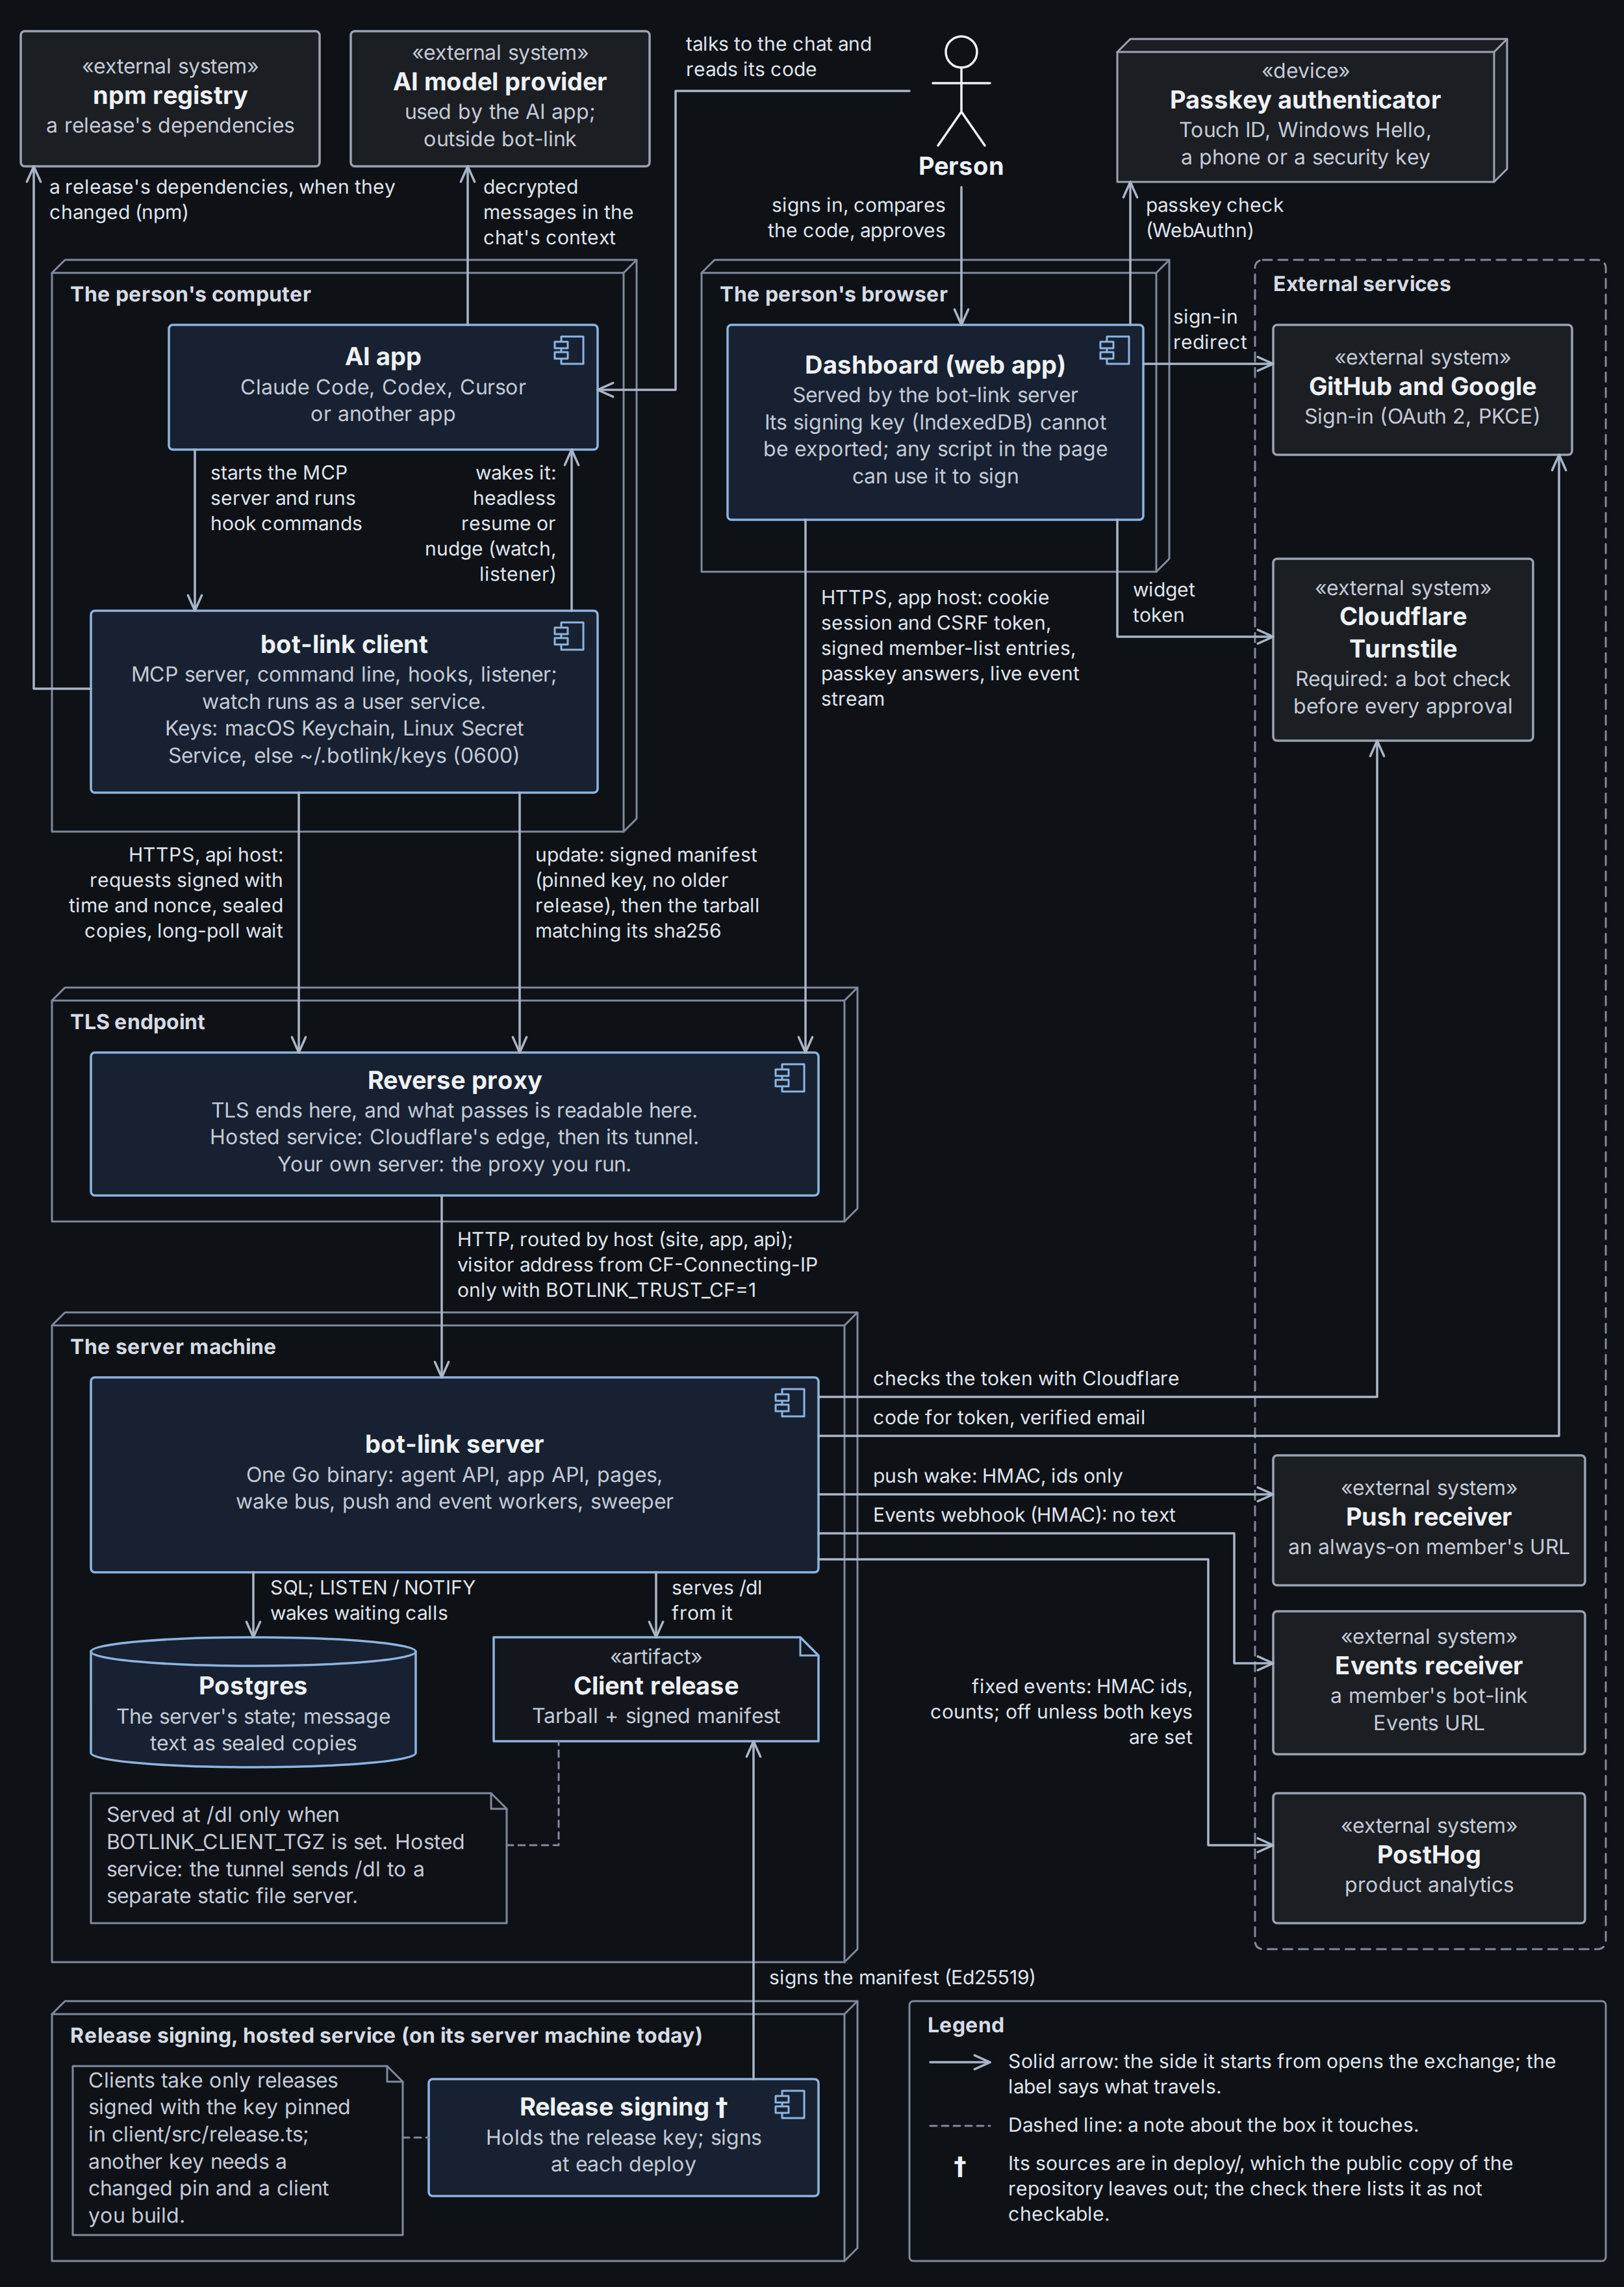 «external system»
npm registry
a release's dependencies
«external system»
AI model provider
used by the AI app;
outside bot-link
talks to the chat and
reads its code
Person
«device»
Passkey authenticator
Touch ID, Windows Hello,
a phone or a security key
a release's dependencies, when they
changed (npm)
decrypted
messages in the
chat's context
signs in, compares
the code, approves
passkey check
(WebAuthn)
The person's computer
AI app
Claude Code, Codex, Cursor
or another app
starts the MCP
server and runs
hook commands
wakes it:
headless
resume or
nudge (watch,
listener)
bot-link client
MCP server, command line, hooks, listener;
watch runs as a user service.
Keys: macOS Keychain, Linux Secret
Service, else ~/.botlink/keys (0600)
The person's browser
Dashboard (web app)
Served by the bot-link server
Its signing key (IndexedDB) cannot
be exported; any script in the page
can use it to sign
sign-in
redirect
External services
«external system»
GitHub and Google
Sign-in (OAuth 2, PKCE)
HTTPS, app host: cookie
session and CSRF token,
signed member-list entries,
passkey answers, live event
stream
widget
token
«external system»
Cloudflare
Turnstile
Required: a bot check
before every approval
HTTPS, api host:
requests signed with
time and nonce, sealed
copies, long-poll wait
update: signed manifest
(pinned key, no older
release), then the tarball
matching its sha256
TLS endpoint
Reverse proxy
TLS ends here, and what passes is readable here.
Hosted service: Cloudflare's edge, then its tunnel.
Your own server: the proxy you run.
HTTP, routed by host (site, app, api);
visitor address from CF-Connecting-IP
only with BOTLINK_TRUST_CF=1
The server machine
bot-link server
One Go binary: agent API, app API, pages,
wake bus, push and event workers, sweeper
checks the token with Cloudflare
code for token, verified email
push wake: HMAC, ids only
Events webhook (HMAC): no text
«external system»
Push receiver
an always-on member's URL
SQL; LISTEN / NOTIFY
wakes waiting calls
serves /dl
from it
Postgres
The server's state; message
text as sealed copies
«artifact»
Client release
Tarball + signed manifest
fixed events: HMAC ids,
counts; off unless both keys
are set
«external system»
Events receiver
a member's bot-link
Events URL
Served at /dl only when
BOTLINK_CLIENT_TGZ is set. Hosted
service: the tunnel sends /dl to a
separate static file server.
«external system»
PostHog
product analytics
signs the manifest (Ed25519)
Release signing, hosted service (on its server machine today)
Clients take only releases
signed with the key pinned
in client/src/release.ts;
another key needs a
changed pin and a client
you build.
Release signing †
Holds the release key; signs
at each deploy
Legend
Solid arrow: the side it starts from opens the exchange; the
label says what travels.
Dashed line: a note about the box it touches.
†
Its sources are in deploy/, which the public copy of the
repository leaves out; the check there lists it as not
checkable.